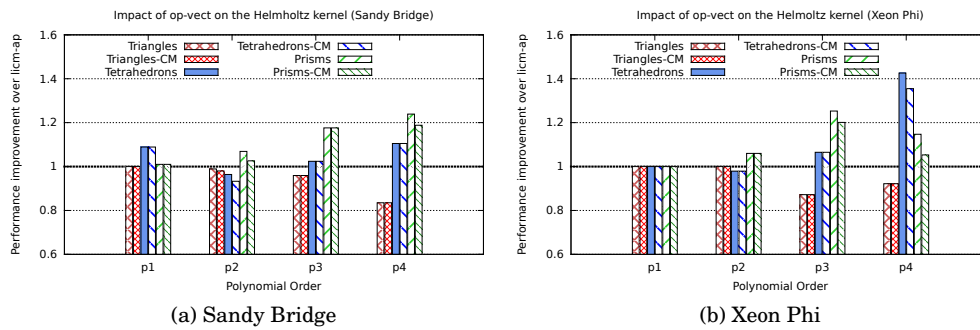 Impact of op-vect on the Helmholtz kernel (Sandy Bridge)
Performance improvement over licm-ap
1.6
1.4
1.2
1
0.8
0.6
Triangles
Triangles-CM
Tetrahedrons
Tetrahedrons-CM
Prisms
Prisms-CM
p1 p2 p3 p4
Polynomial Order
(a) Sandy Bridge
Impact of op-vect on the Helmoltz kernel (Xeon Phi)
Performance improvement over licm-ap
1.6
1.4
1.2
1
0.8
0.6
Triangles
Triangles-CM
Tetrahedrons
Tetrahedrons-CM
Prisms
Prisms-CM
p1 p2 p3 p4
Polynomial Order
(b) Xeon Phi